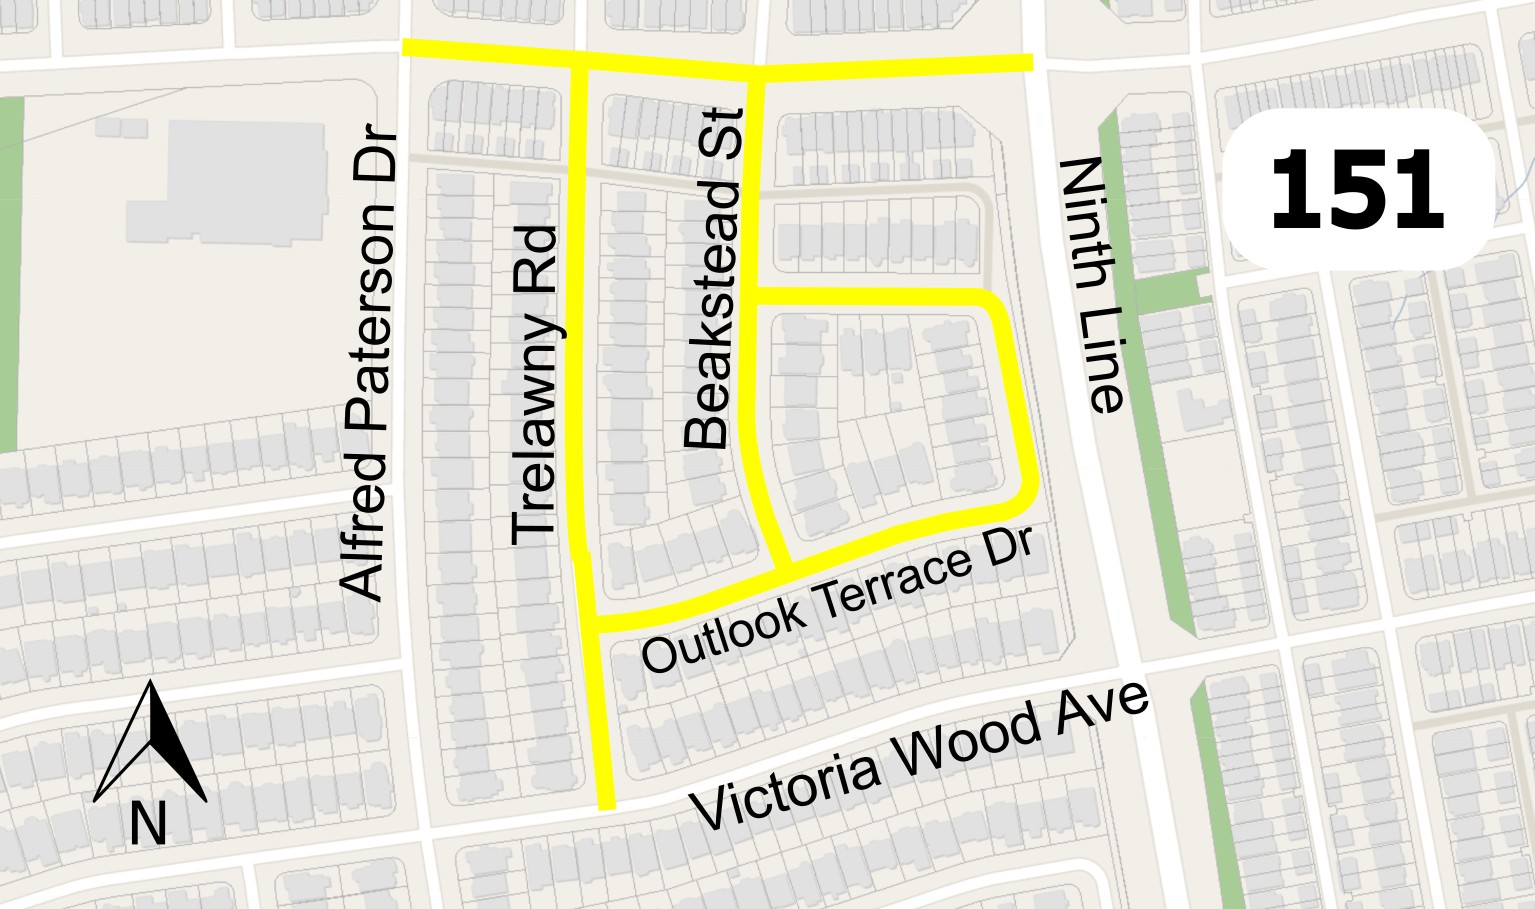 151
Alfred Paterson Dr
Trelawny Rd
Beakstead St
Ninth Line
Outlook Terrace Dr
Victoria Wood Ave
N